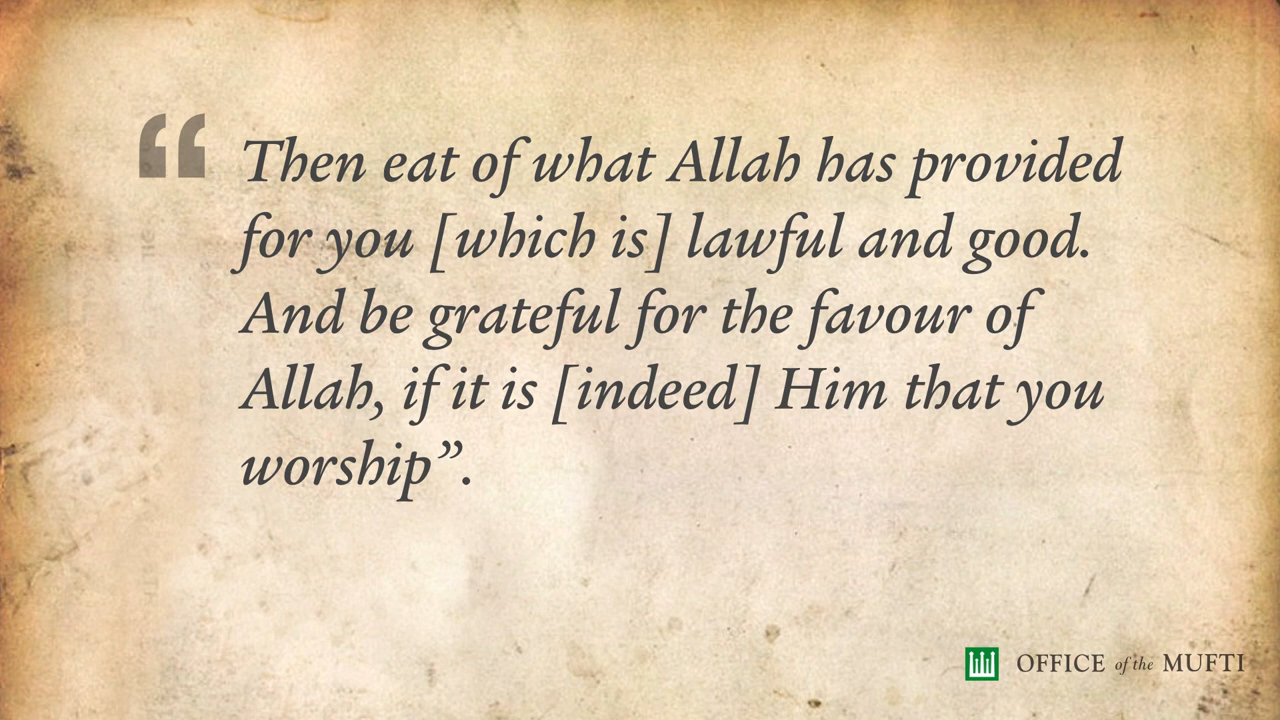 “ Then eat of what Allah has provided
for you [which is] lawful and good.
And be grateful for the favour of
Allah, if it is [indeed] Him that you
worship”.
OFFICE of the MUFTI